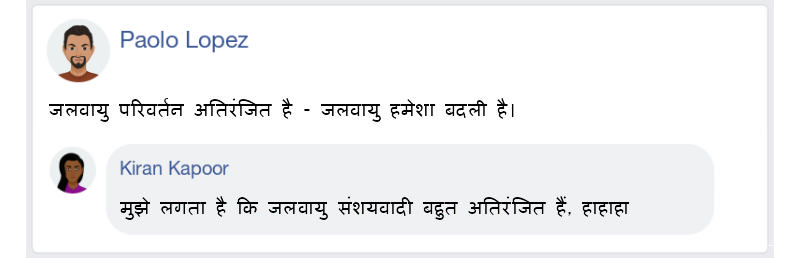 Paolo Lopez
जलवायु परिवर्तन अतिरंजित है - जलवायु हमेशा बदली है।
Kiran Kapoor
मुझे लगता है कि जलवायु संशयवादी बहुत अतिरंजित हैं, हाहाहा